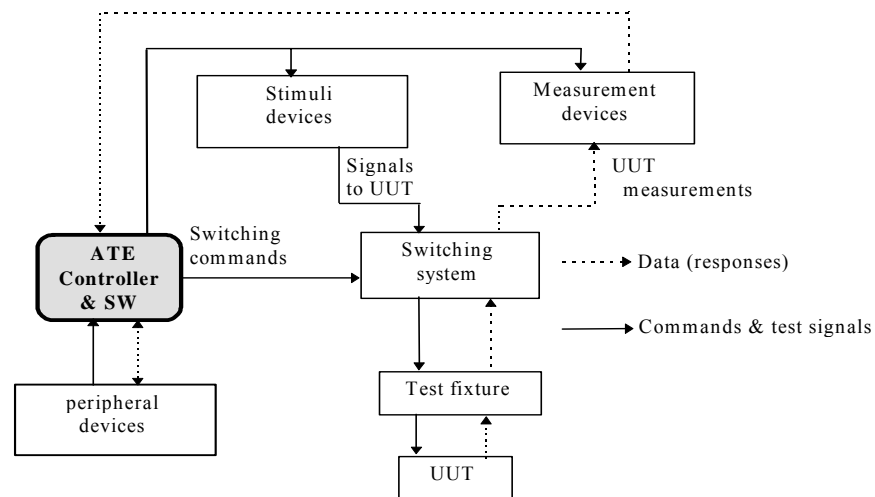 Stimuli
devices
Measurement
devices
Signals
to UUT
UUT
measurements
ATE
Controller
& SW
Switching
commands
Switching
system
Data (responses)
Commands & test signals
peripheral
devices
Test fixture
UUT